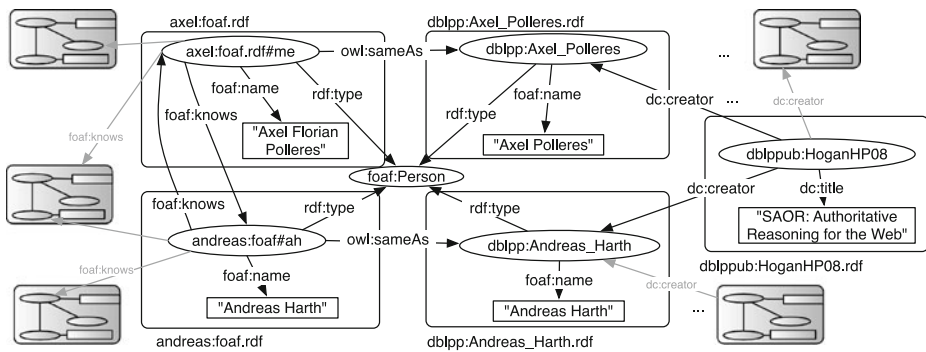 axel:foaf.rdf
dblpp:Axel_Polleres.rdf
axel:foaf.rdf#me
owl:sameAs
dblpp:Axel_Polleres
...
foaf:name
rdf:type
rdf:type
foaf:name
dc:creator
...
dc:creator
foaf:knows
foaf:knows
"Axel Florian
Polleres"
"Axel Polleres"
dblppub:HoganHP08
foaf:Person
dc:creator
dc:title
foaf:knows
rdf:type
rdf:type
"SAOR: Authoritative
Reasoning for the Web"
andreas:foaf#ah
owl:sameAs
dblpp:Andreas_Harth
dblppub:HoganHP08.rdf
foaf:knows
foaf:name
foaf:name
dc:creator
"Andreas Harth"
"Andreas Harth"
...
andreas:foaf.rdf
dblpp:Andreas_Harth.rdf